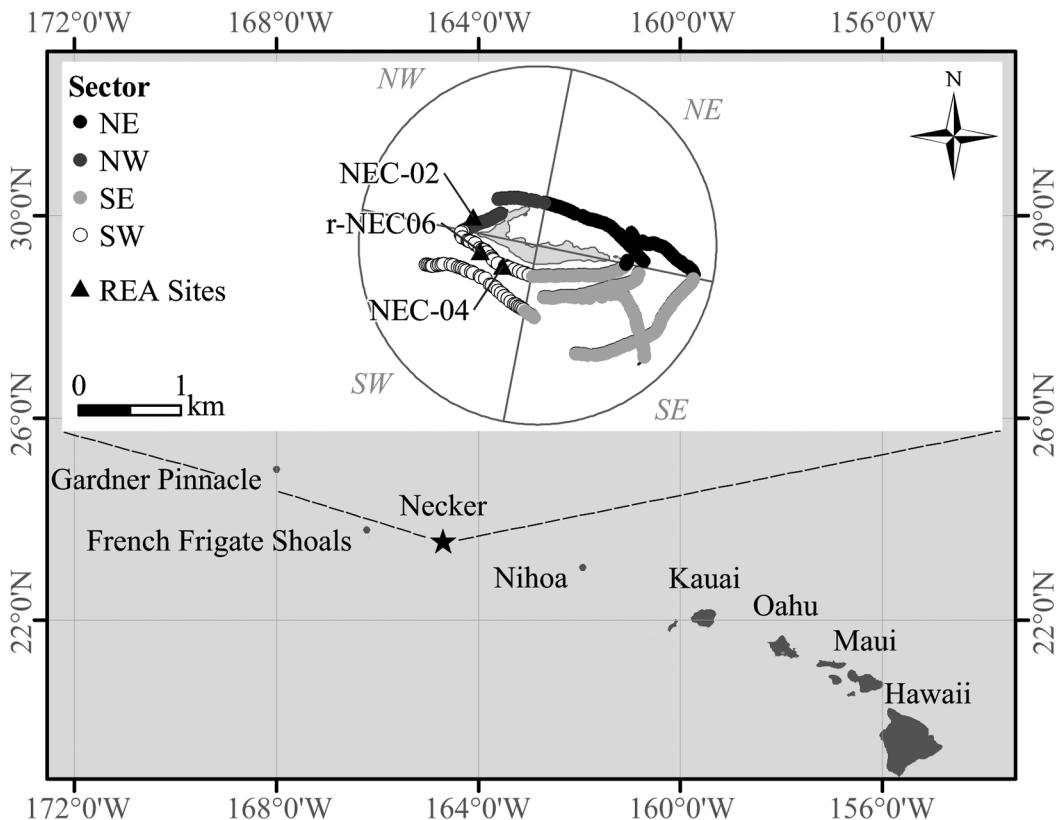 172°0'W 168°0'W 164°0'W 160°0'W 156°0'W
NW
NE
N
Sector
NE
NW
SE
SW
REA Sites
NEC-02
r-NEC06
NEC-04
SW
SE
0 1
km
30°0'N 30°0'N
26°0'N 26°0'N
Gardner Pinnacle
Necker
French Frigate Shoals
Nihoa
Kauai
Oahu
Maui
Hawaii
22°0'N 22°0'N
172°0'W 168°0'W 164°0'W 160°0'W 156°0'W